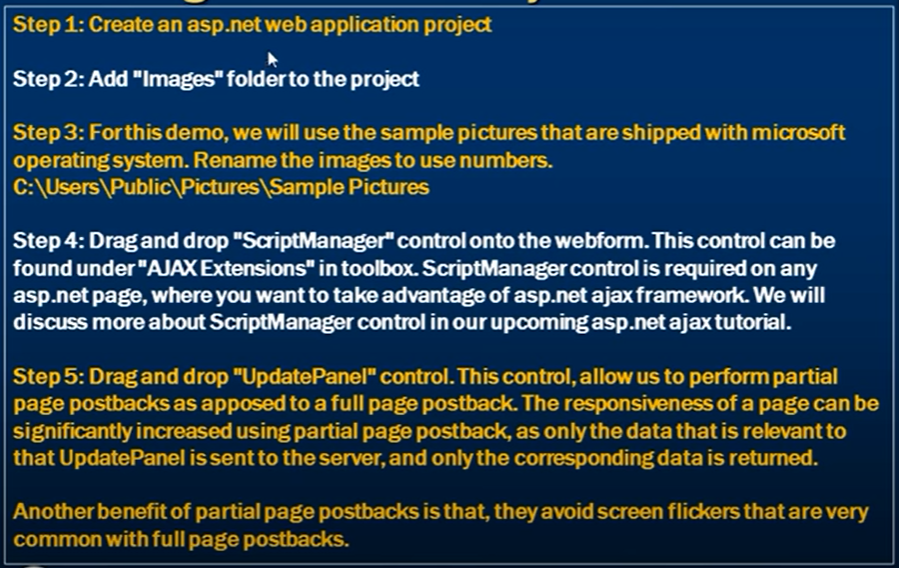 Step 1: Create an asp.net web application project
Step 2: Add "Images" folder to the project
Step 3: For this demo, we will use the sample pictures that are shipped with microsoft
operating system. Rename the images to use numbers.
C:\Users\Public\Pictures\Sample Pictures
Step 4: Drag and drop "ScriptManager" control onto the webform. This control can be
found under "AJAX Extensions" in toolbox. ScriptManager control is required on any
asp.net page, where you want to take advantage of asp.net ajax framework. We will
discuss more about ScriptManager control in our upcoming asp.net ajax tutorial.
Step 5: Drag and drop "UpdatePanel" control. This control, allow us to perform partial
page postbacks as apposed to a full page postback. The responsiveness of a page can be
significantly increased using partial page postback, as only the data that is relevant to
that UpdatePanel is sent to the server, and only the corresponding data is returned.
Another benefit of partial page postbacks is that, they avoid screen flickers that are very
common with full page postbacks.